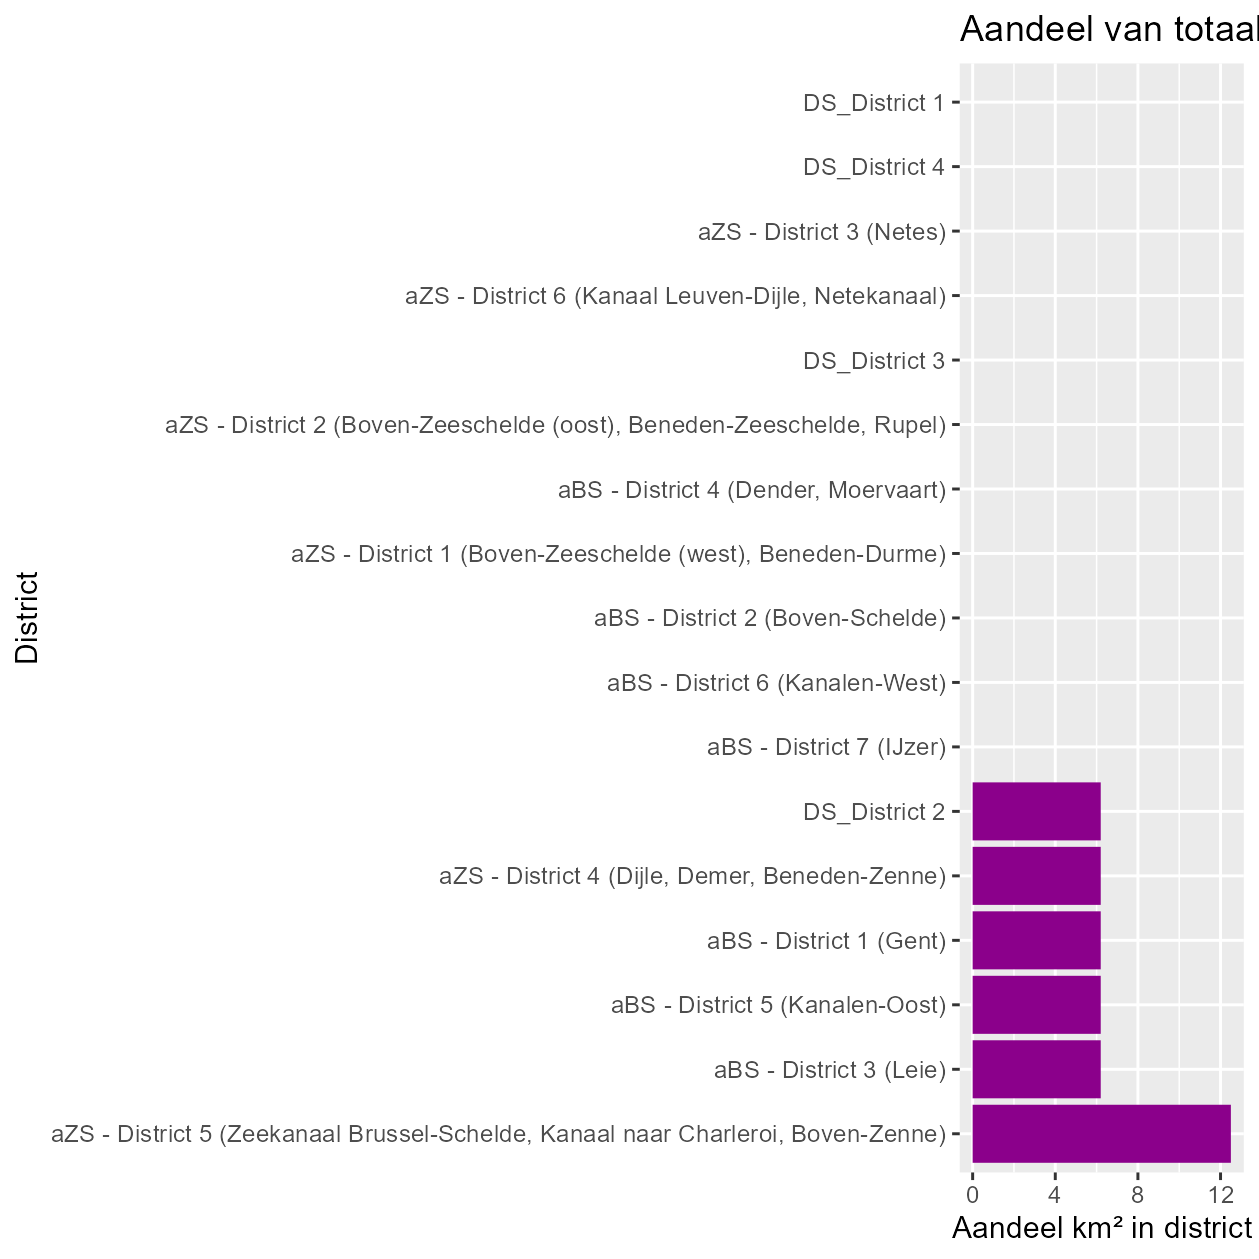 Aandeel van totaal
DS_District 1
DS_District 4
aZS - District 3 (Netes)
aZS - District 6 (Kanaal Leuven-Dijle, Netekanaal)
DS_District 3
aZS - District 2 (Boven-Zeeschelde (oost), Beneden-Zeeschelde, Rupel)
aBS - District 4 (Dender, Moervaart)
aZS - District 1 (Boven-Zeeschelde (west), Beneden-Durme)
aBS - District 2 (Boven-Schelde)
aBS - District 6 (Kanalen-West)
aBS - District 7 (IJzer)
DS_District 2
aZS - District 4 (Dijle, Demer, Beneden-Zenne)
aBS - District 1 (Gent)
aBS - District 5 (Kanalen-Oost)
aBS - District 3 (Leie)
aZS - District 5 (Zeekanaal Brussel-Schelde, Kanaal naar Charleroi, Boven-Zenne)
District
0 4 8 12
Aandeel km² in district